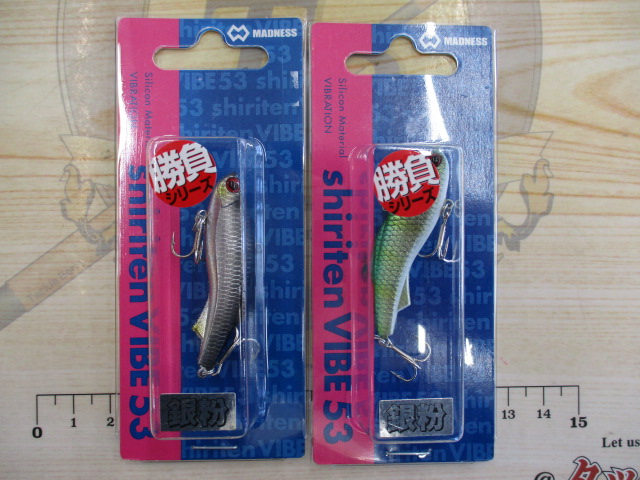 MADNESS
Silicon Material
VIBRATION
shiriten VIBE 53
勝負
シリーズ
銀粉
MADNESS
Silicon Material
VIBRATION
shiriten VIBE 53
勝負
シリーズ
銀粉
0 1 13 14 15
Let us